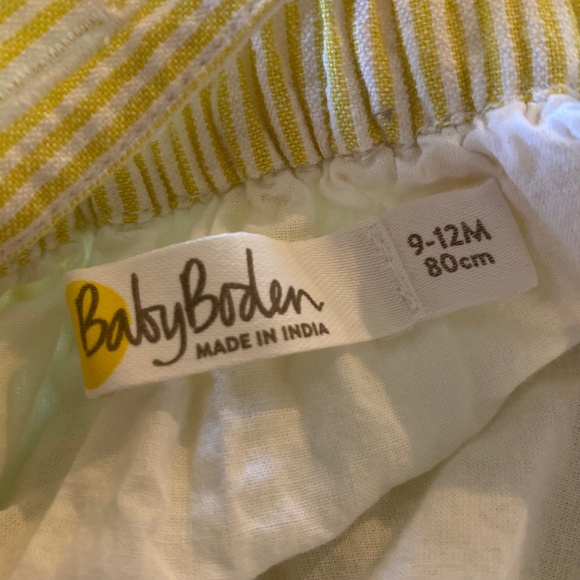 BabyBoden
MADE IN INDIA
9-12M
80cm